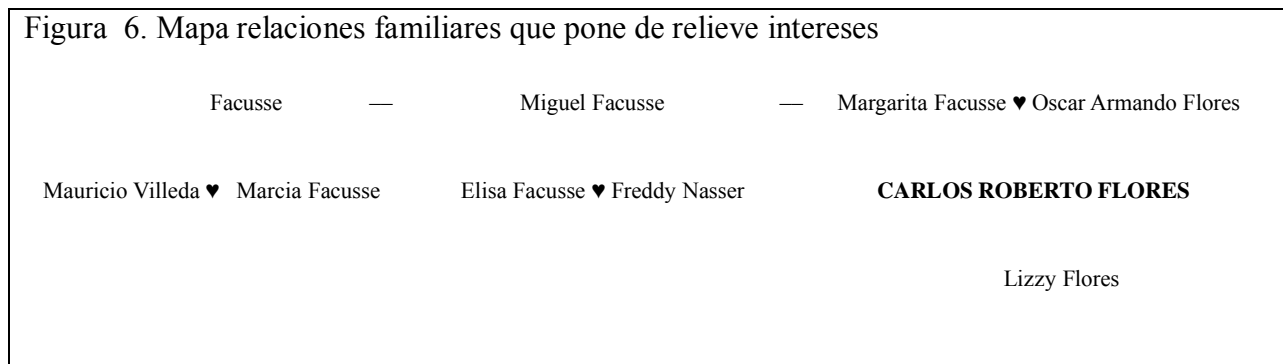 Figura 6. Mapa relaciones familiares que pone de relieve intereses
Facusse — Miguel Facusse — Margarita Facusse ♥ Oscar Armando Flores
Mauricio Villeda ♥ Marcia Facusse Elisa Facusse ♥ Freddy Nasser CARLOS ROBERTO FLORES
Lizzy Flores